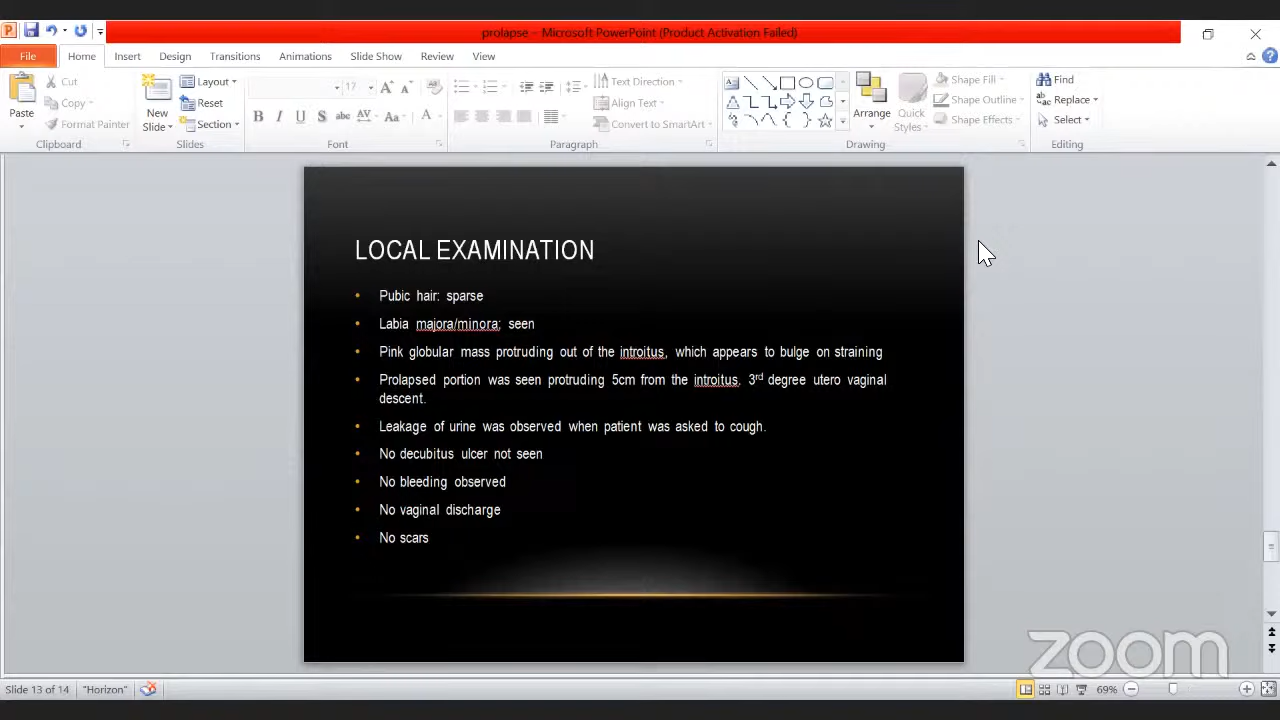 prolapse - Microsoft PowerPoint (Product Activation Failed)
File Home Insert Design Transitions Animations Slide Show Review View
Paste
Cut
Copy
Format Painter
Clipboard
New Slide
Layout
Reset
Section
Slides
17
B I U S abc AV Aa A
Font
Text Direction
Align Text
Convert to SmartArt
Paragraph
Arrange
Quick Styles
Shape Fill
Shape Outline
Shape Effects
Drawing
Find
Replace
Select
Editing
LOCAL EXAMINATION
• Pubic hair: sparse
• Labia majora/minora; seen
• Pink globular mass protruding out of the introitus, which appears to bulge on straining
• Prolapsed portion was seen protruding 5cm from the introitus. 3rd degree utero vaginal
descent.
• Leakage of urine was observed when patient was asked to cough.
• No decubitus ulcer not seen
• No bleeding observed
• No vaginal discharge
• No scars
zoom
Slide 13 of 14 "Horizon" 69%